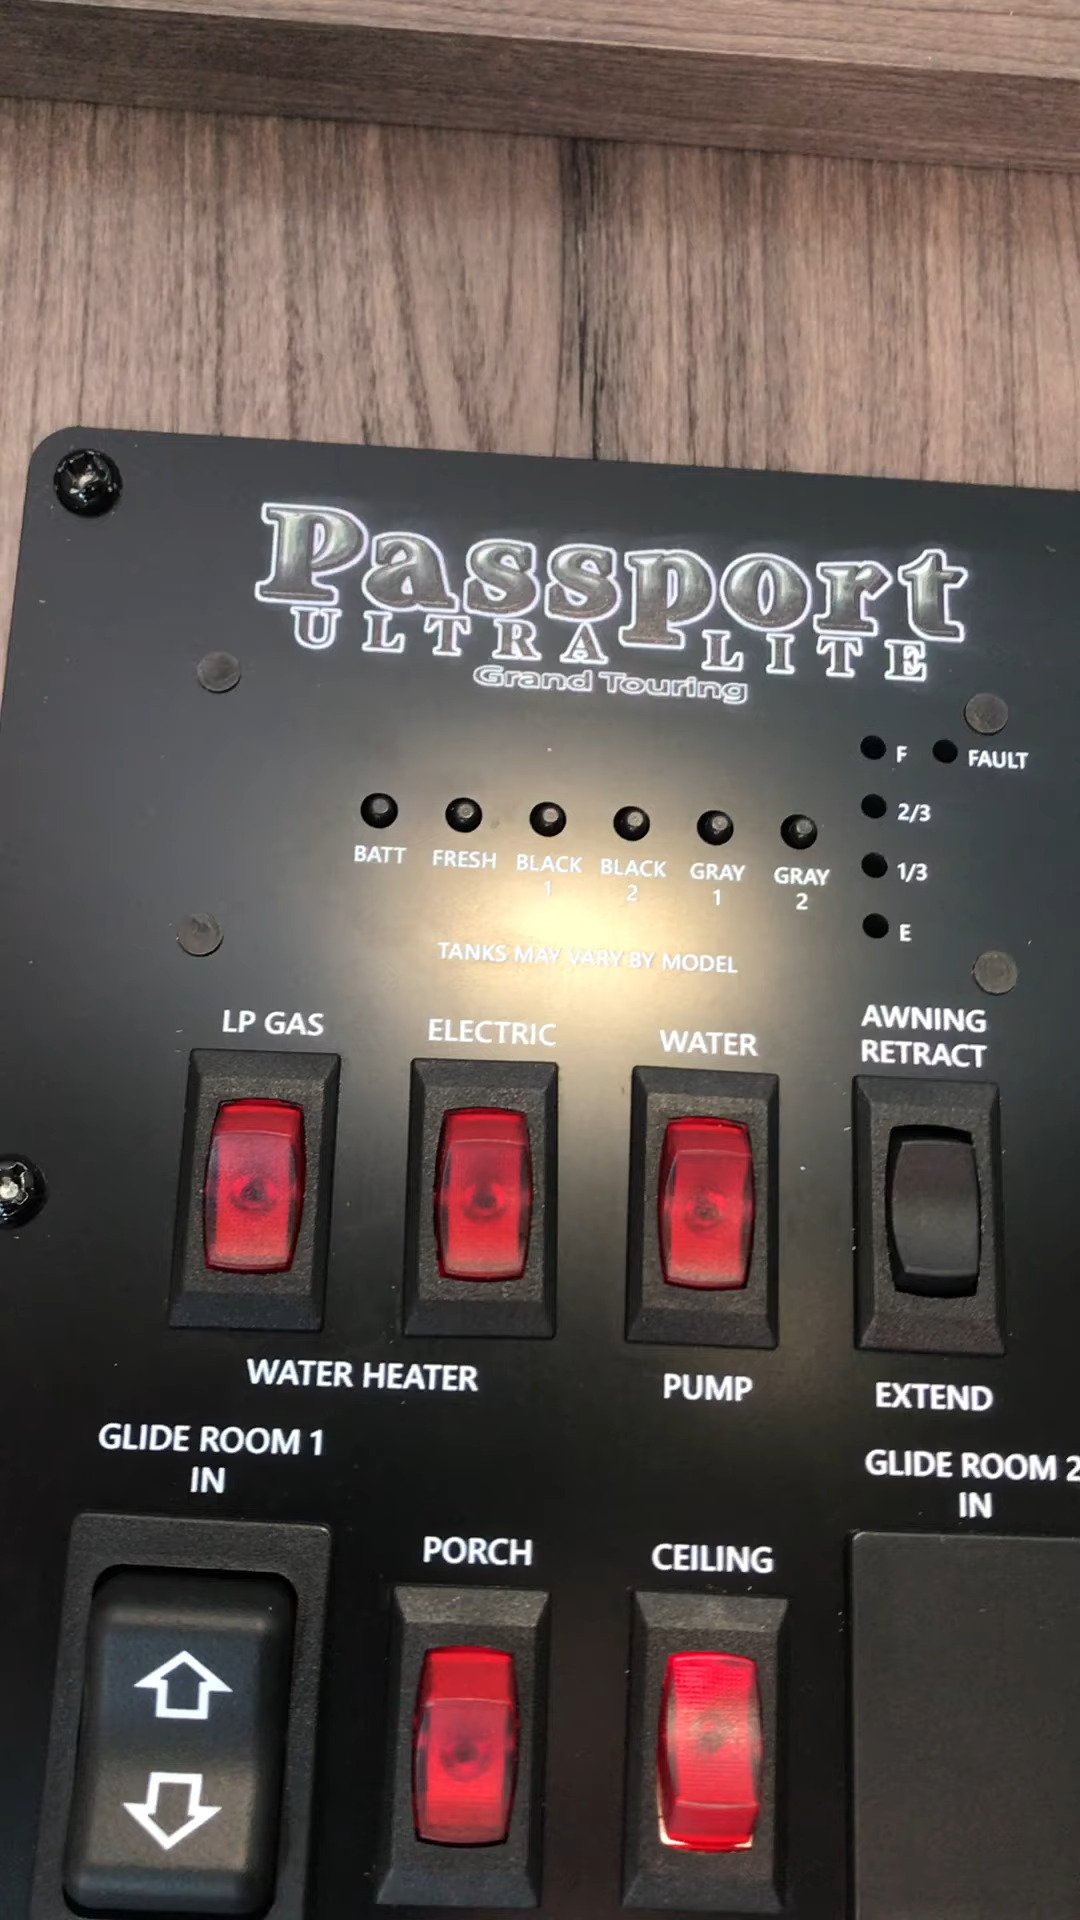 Passport
ULTRA LITE
Grand Touring
F FAULT
2/3
1/3
E
BATT FRESH BLACK 1 BLACK 2 GRAY 1 GRAY 2
TANKS MAY VARY BY MODEL
LP GAS ELECTRIC WATER AWNING RETRACT
WATER HEATER PUMP EXTEND
GLIDE ROOM 1 IN
GLIDE ROOM 2 IN
PORCH CEILING